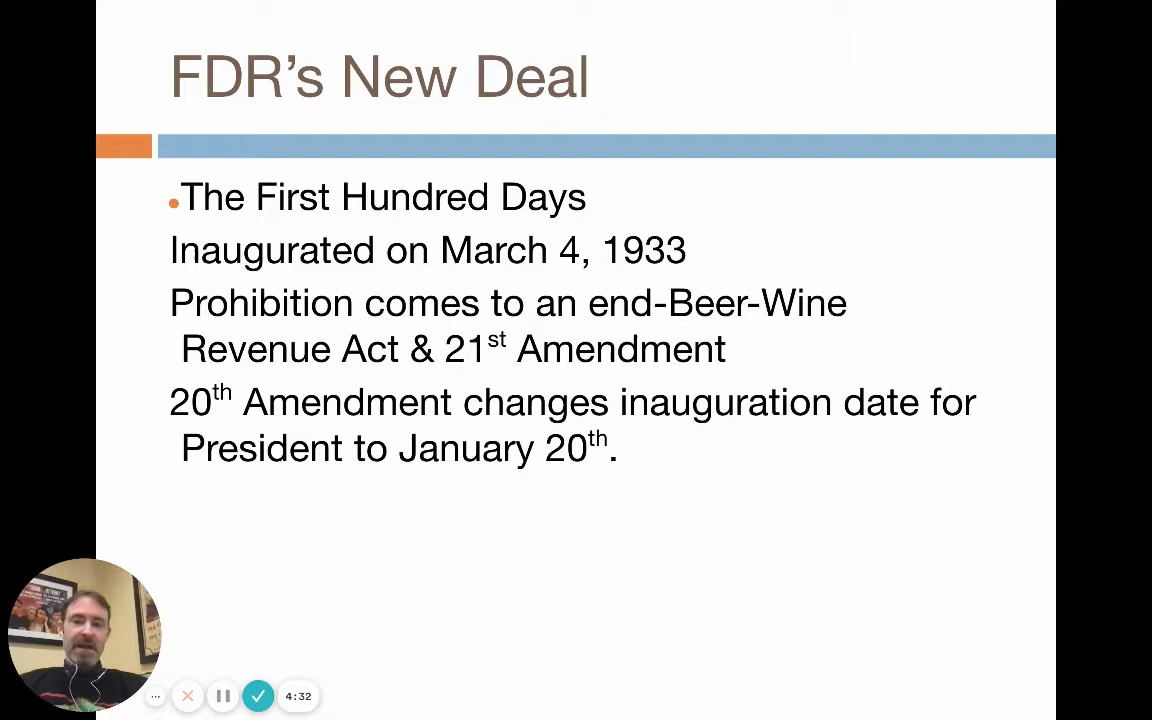 FDR’s New Deal
•The First Hundred Days
Inaugurated on March 4, 1933
Prohibition comes to an end-Beer-Wine
Revenue Act & 21st Amendment
20th Amendment changes inauguration date for
President to January 20th.
4:32